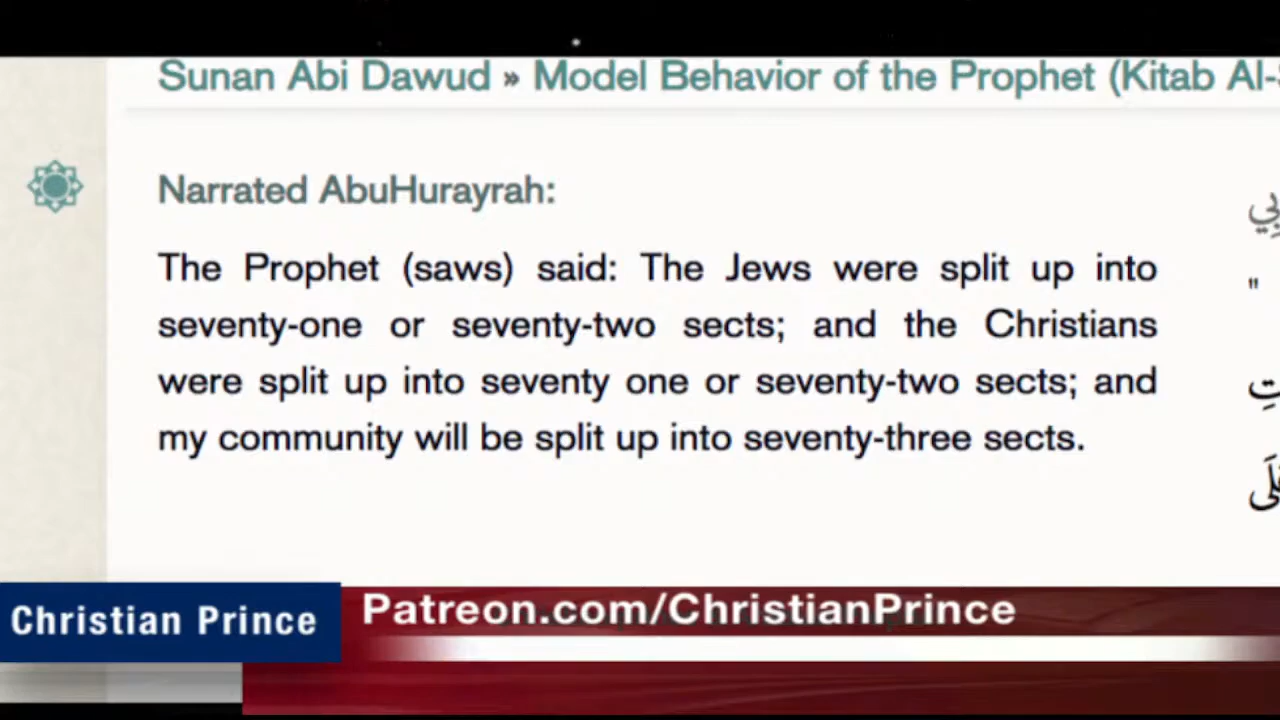 Sunan Abi Dawud » Model Behavior of the Prophet (Kitab Al-
Narrated AbuHurayrah:
The Prophet (saws) said: The Jews were split up into
seventy-one or seventy-two sects; and the Christians
were split up into seventy one or seventy-two sects; and
my community will be split up into seventy-three sects.
Christian Prince
Patreon.com/ChristianPrince